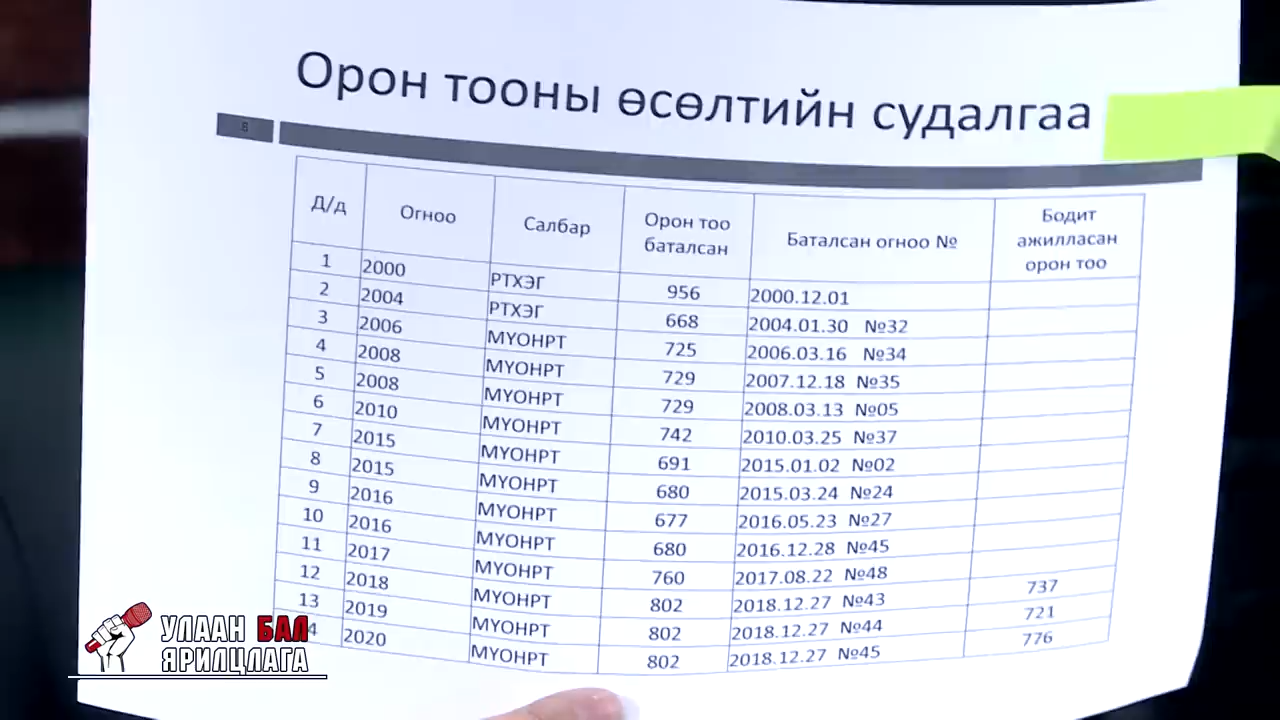 Орон тооны өсөлтийн судалгаа
8
Д/д Огноо Салбар Орон тоо баталсан Баталсан огноо № Бодит ажилласан орон тоо
1 2000 РТХЭГ 956 2000.12.01
2 2004 РТХЭГ 668 2004.01.30 №32
3 2006 МҮОНРТ 725 2006.03.16 №34
4 2008 МҮОНРТ 729 2007.12.18 №35
5 2008 МҮОНРТ 729 2008.03.13 №05
6 2010 МҮОНРТ 742 2010.03.25 №37
7 2015 МҮОНРТ 691 2015.01.02 №02
8 2015 МҮОНРТ 680 2015.03.24 №24
9 2016 МҮОНРТ 677 2016.05.23 №27
10 2016 МҮОНРТ 680 2016.12.28 №45
11 2017 МҮОНРТ 760 2017.08.22 №48
12 2018 МҮОНРТ 802 2018.12.27 №43 737
13 2019 МҮОНРТ 802 2018.12.27 №44 721
4 2020 МҮОНРТ 802 2018.12.27 №45 776
УЛААН БАЛ
ЯРИЛЦЛАГА